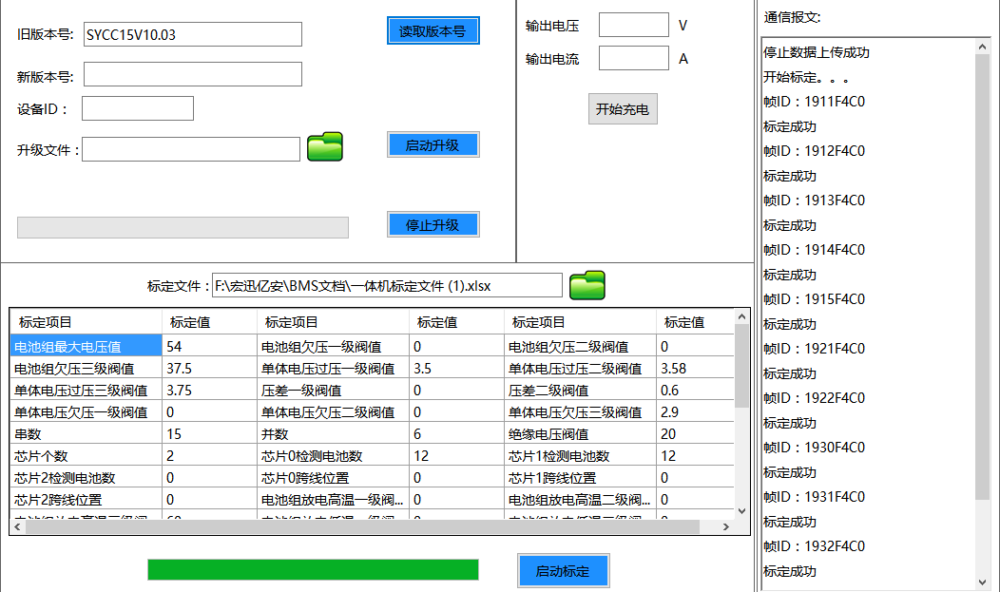 旧版本号: SYCC15V10.03 读取版本号
新版本号:
设备ID：
升级文件： 启动升级
停止升级
输出电压 V
输出电流 A
开始充电
标定文件： F:\宏迅亿安\BMS文档\一体机标定文件 (1).xlsx
标定项目 标定值 标定项目 标定值 标定项目 标定值
电池组最大电压值 54 电池组欠压一级阀值 0 电池组欠压二级阀值 0
电池组欠压三级阀值 37.5 单体电压过压一级阀值 3.5 单体电压过压二级阀值 3.58
单体电压过压三级阀值 3.75 压差一级阀值 0 压差二级阀值 0.6
单体电压欠压一级阀值 0 单体电压欠压二级阀值 0 单体电压欠压三级阀值 2.9
串数 15 并数 6 绝缘电压阀值 20
芯片个数 2 芯片0检测电池数 12 芯片1检测电池数 12
芯片2检测电池数 0 芯片0跨线位置 0 芯片1跨线位置 0
芯片2跨线位置 0 电池组放电高温一级阀... 0 电池组放电高温二级阀... 0
启动标定
通信报文:
停止数据上传成功
开始标定。。。
帧ID：1911F4C0
标定成功
帧ID：1912F4C0
标定成功
帧ID：1913F4C0
标定成功
帧ID：1914F4C0
标定成功
帧ID：1915F4C0
标定成功
帧ID：1921F4C0
标定成功
帧ID：1922F4C0
标定成功
帧ID：1930F4C0
标定成功
帧ID：1931F4C0
标定成功
帧ID：1932F4C0
标定成功